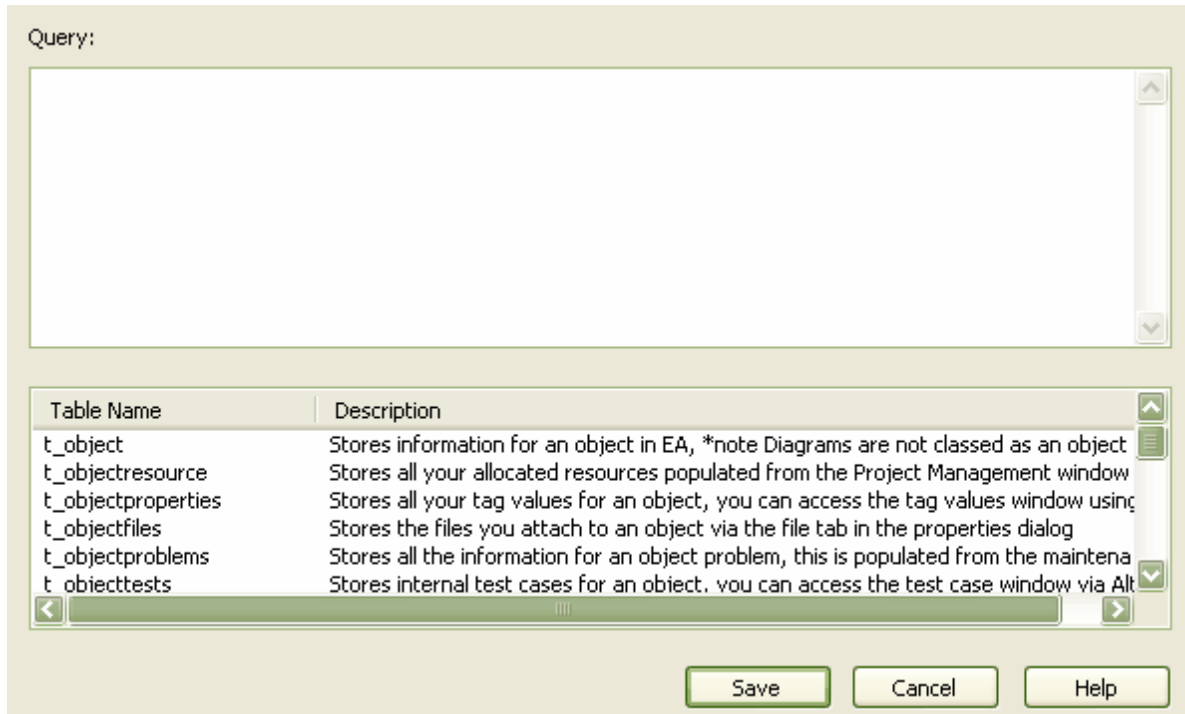 Query:
Table Name Description
t_object Stores information for an object in EA, *note Diagrams are not classed as an object
t_objectresource Stores all your allocated resources populated from the Project Management window
t_objectproperties Stores all your tag values for an object, you can access the tag values window using
t_objectfiles Stores the files you attach to an object via the file tab in the properties dialog
t_objectproblems Stores all the information for an object problem, this is populated from the maintena
t_objecttests Stores internal test cases for an object, you can access the test case window via Alt
Save Cancel Help